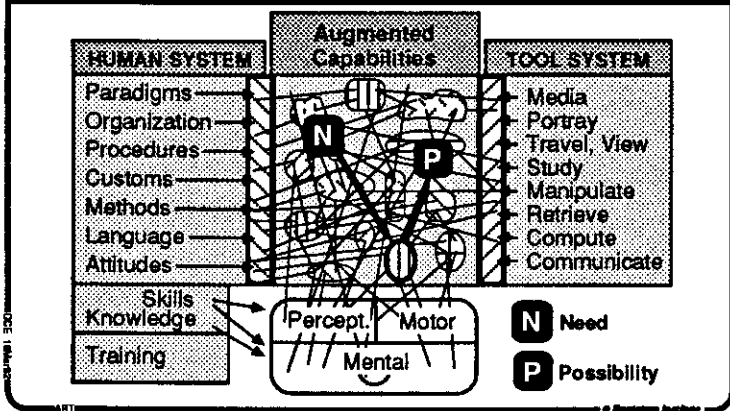 Augmented
Capabilities
HUMAN SYSTEM
TOOL SYSTEM
Paradigms
Organization
Procedures
Customs
Methods
Language
Attitudes
Media
Portray
Travel, View
Study
Manipulate
Retrieve
Compute
Communicate
N
P
Skills
Knowledge
Training
Percept.
Motor
Mental
N Need
P Possibility